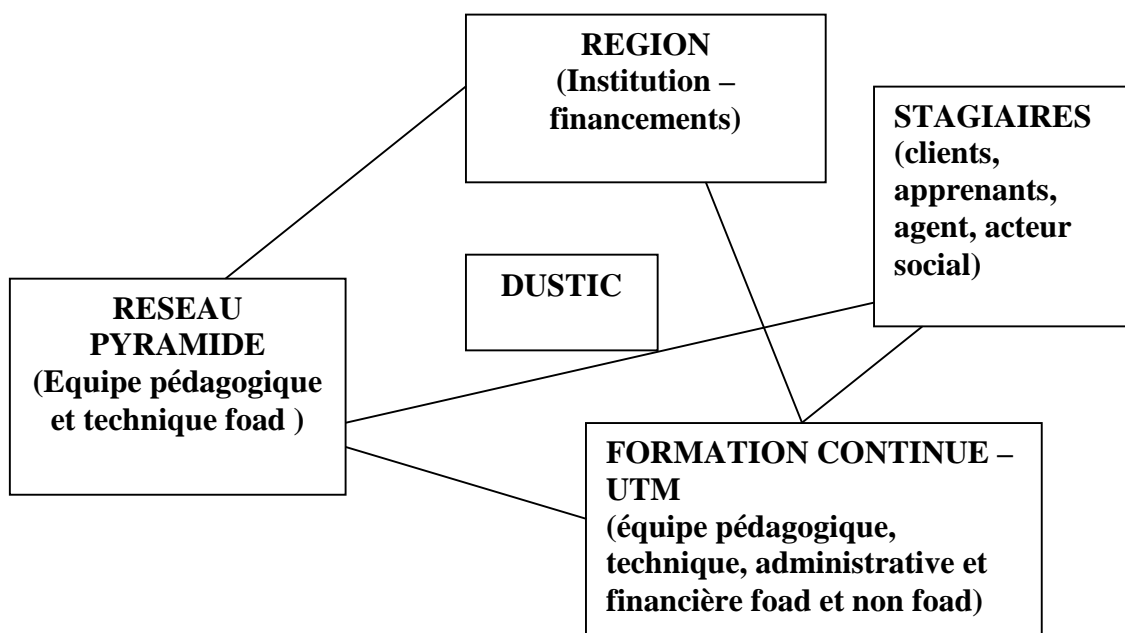 REGION
(Institution –
financements)
STAGIAIRES
(clients,
apprenants,
agent, acteur
social)
DUSTIC
RESEAU
PYRAMIDE
(Equipe pédagogique
et technique foad )
FORMATION CONTINUE –
UTM
(équipe pédagogique,
technique, administrative et
financière foad et non foad)